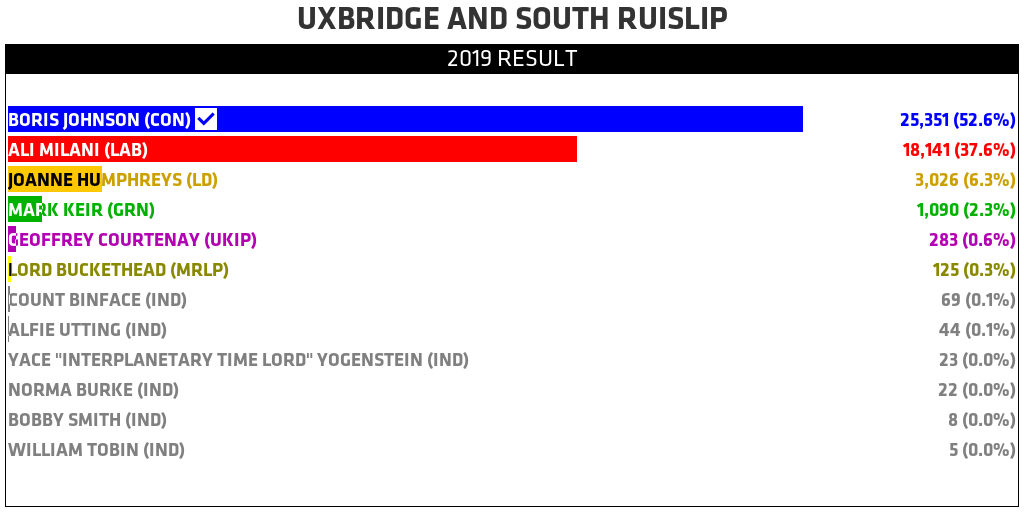 UXBRIDGE AND SOUTH RUISLIP
2019 RESULT
BORIS JOHNSON (CON) 25,351 (52.6%)
ALI MILANI (LAB) 18,141 (37.6%)
JOANNE HUMPHREYS (LD) 3,026 (6.3%)
MARK KEIR (GRN) 1,090 (2.3%)
GEOFFREY COURTENAY (UKIP) 283 (0.6%)
LORD BUCKETHEAD (MRLP) 125 (0.3%)
COUNT BINFACE (IND) 69 (0.1%)
ALFIE UTTING (IND) 44 (0.1%)
YACE "INTERPLANETARY TIME LORD" YOGENSTEIN (IND) 23 (0.0%)
NORMA BURKE (IND) 22 (0.0%)
BOBBY SMITH (IND) 8 (0.0%)
WILLIAM TOBIN (IND) 5 (0.0%)